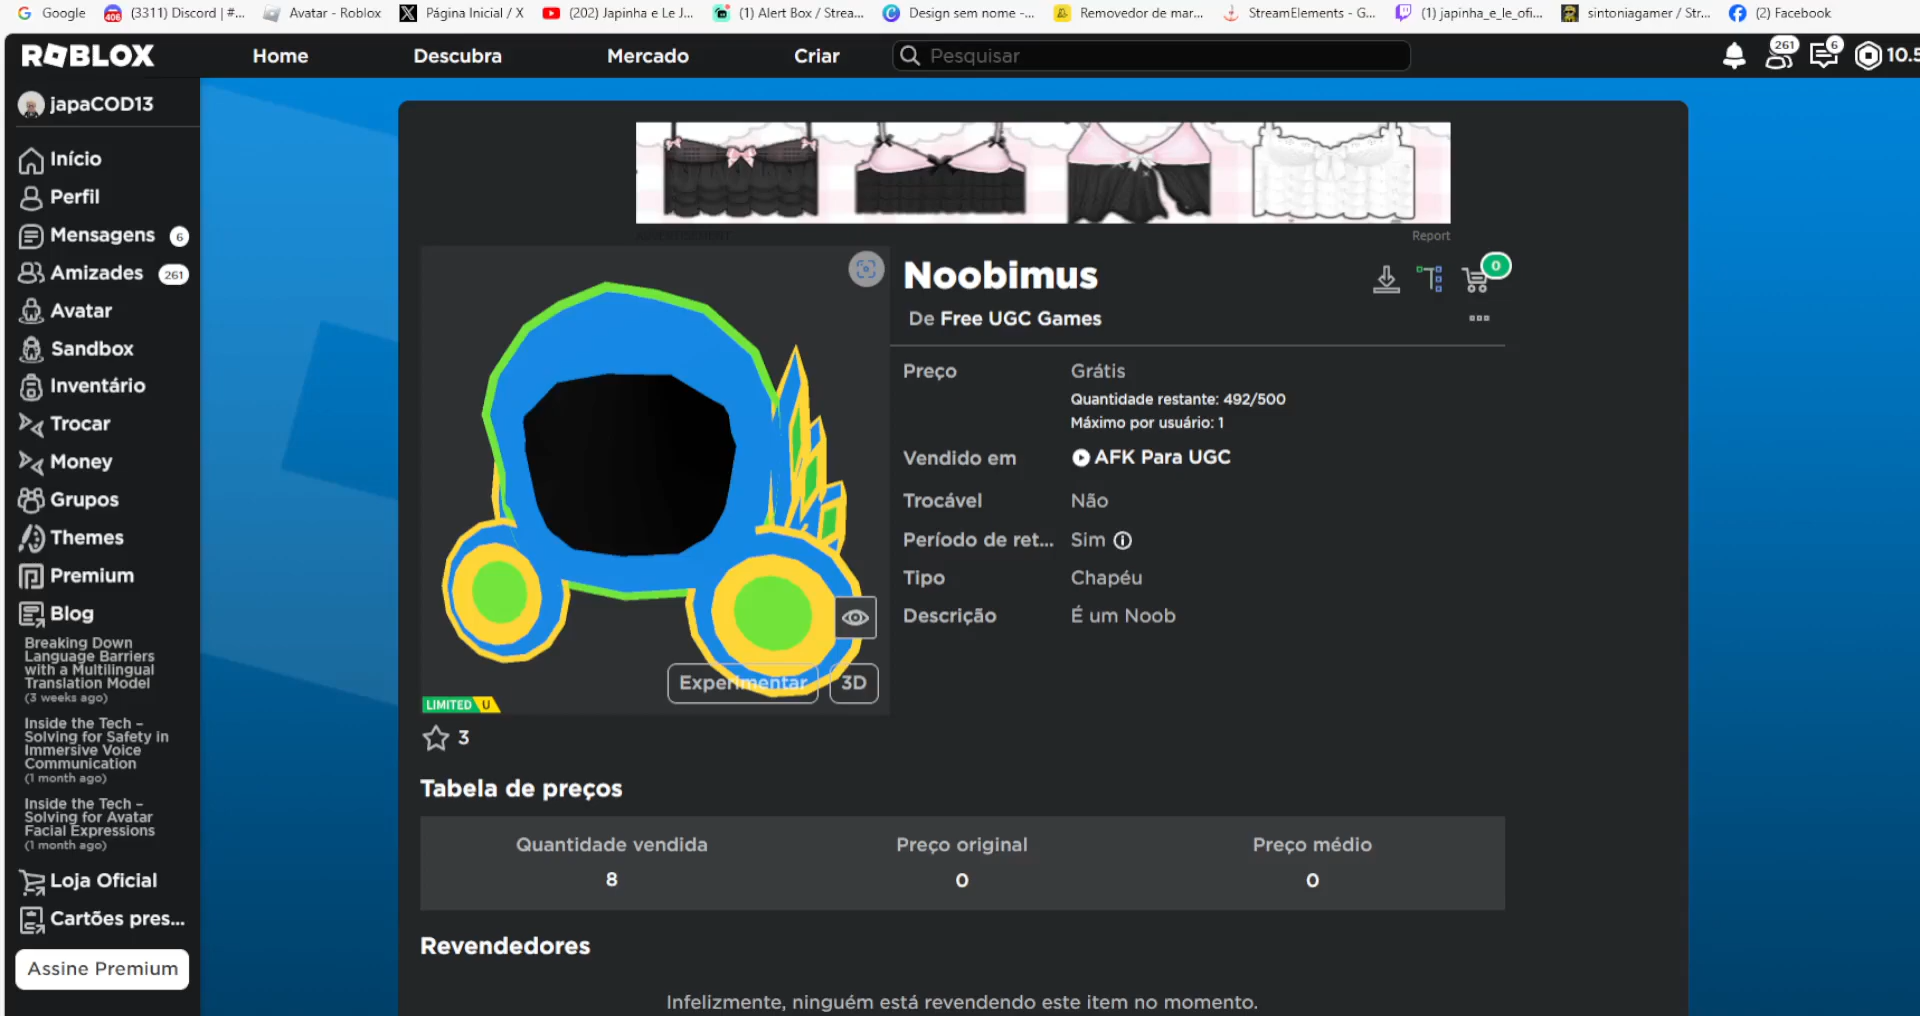 Google
(3311) Discord | #...
Avatar - Roblox
Página Inicial / X
(202) Japinha e Le J...
(1) Alert Box / Strea...
Design sem nome -...
Removedor de mar...
StreamElements - G...
(1) japinha_e_le_ofi...
sintoniagamer / Str...
(2) Facebook
ROBLOX
Home
Descubra
Mercado
Criar
Pesquisar
261
6
10.5
japaCOD13
Início
Perfil
Mensagens 6
Amizades 261
Avatar
Sandbox
Inventário
Trocar
Money
Grupos
Themes
Premium
Blog
Breaking Down
Language Barriers
with a Multilingual
Translation Model
(3 weeks ago)
Inside the Tech –
Solving for Safety in
Immersive Voice
Communication
(1 month ago)
Inside the Tech –
Solving for Avatar
Facial Expressions
(1 month ago)
Loja Oficial
Cartões pres...
Assine Premium
ADVERTISEMENT
Report
Noobimus
0
De Free UGC Games
Preço Grátis
Quantidade restante: 492/500
Máximo por usuário: 1
Vendido em AFK Para UGC
Trocável Não
Período de ret... Sim
Tipo Chapéu
Descrição É um Noob
Experimentar
3D
LIMITED U
3
Tabela de preços
Quantidade vendida Preço original Preço médio
8 0 0
Revendedores
Infelizmente, ninguém está revendendo este item no momento.